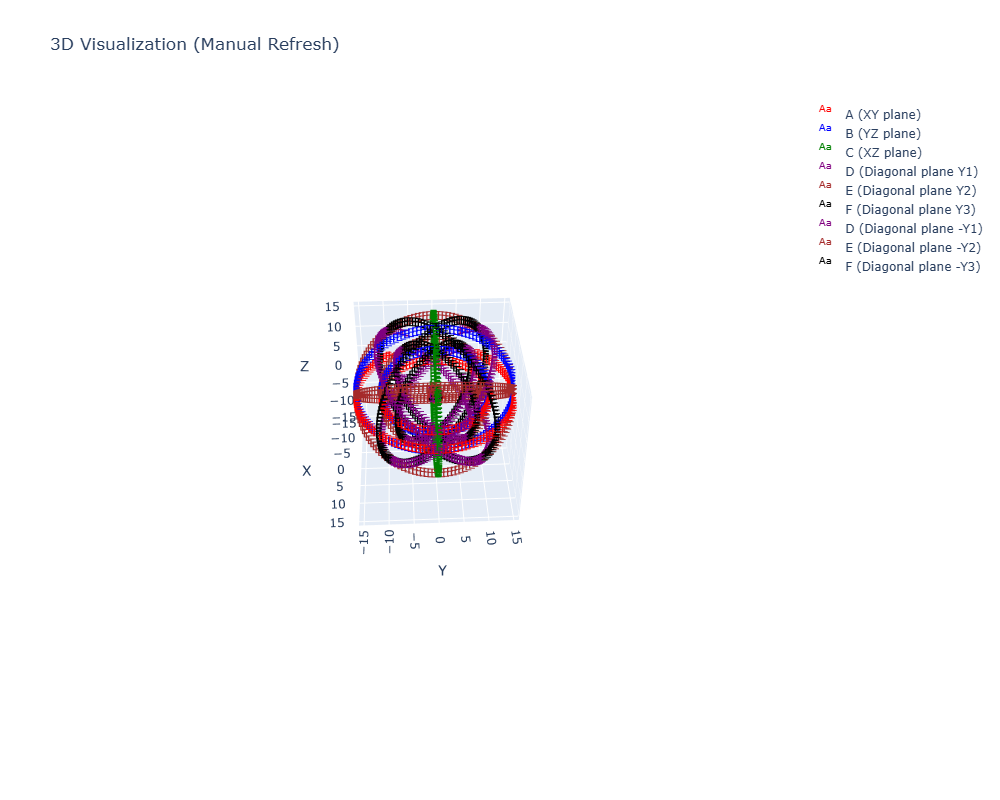 3D Visualization (Manual Refresh)
Aa A (XY plane)
Aa B (YZ plane)
Aa C (XZ plane)
Aa D (Diagonal plane Y1)
Aa E (Diagonal plane Y2)
Aa F (Diagonal plane Y3)
Aa D (Diagonal plane -Y1)
Aa E (Diagonal plane -Y2)
Aa F (Diagonal plane -Y3)
15
10
5
Z
0
−5
−10
−15
−15
−10
−5
X
0
5
10
15
−15 −10 −5 0 5 10 15
Y